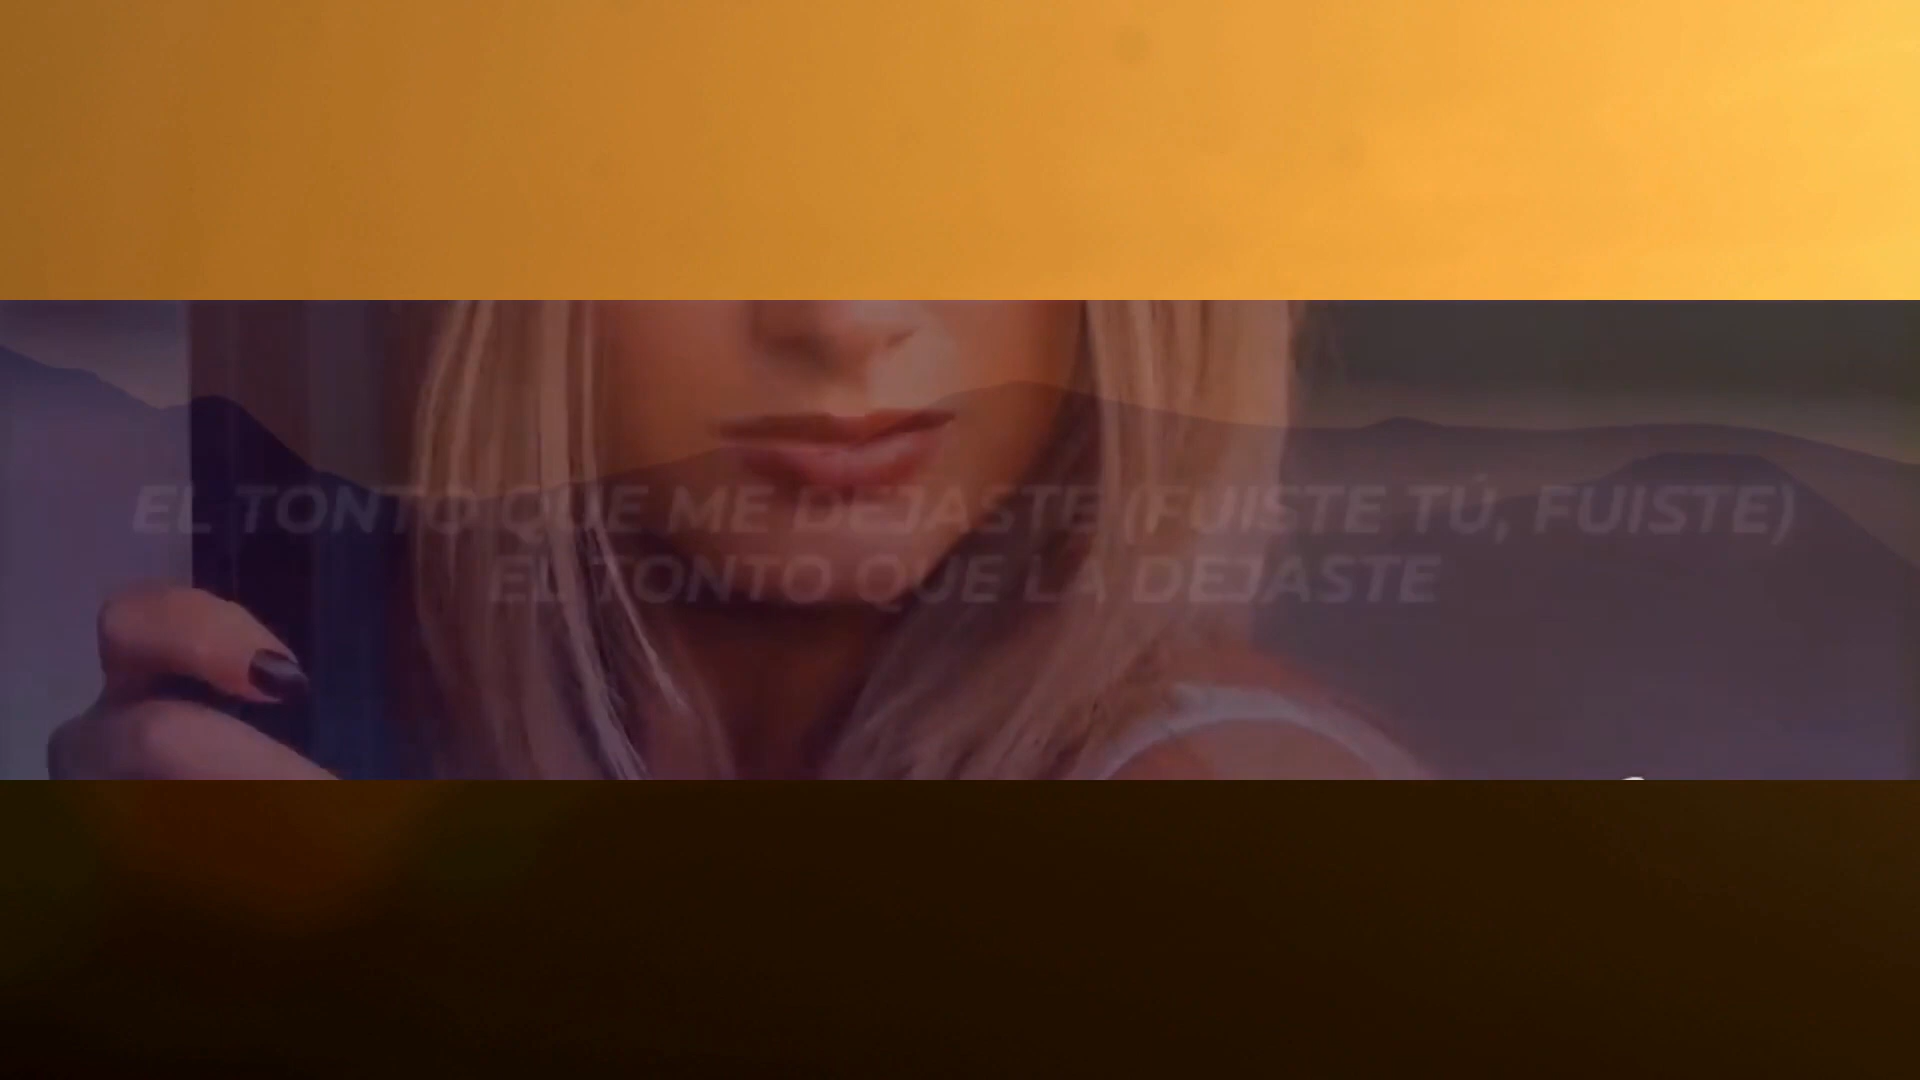 EL TONTO QUE ME DEJASTE (FUISTE TÚ, FUISTE)
EL TONTO QUE LA DEJASTE